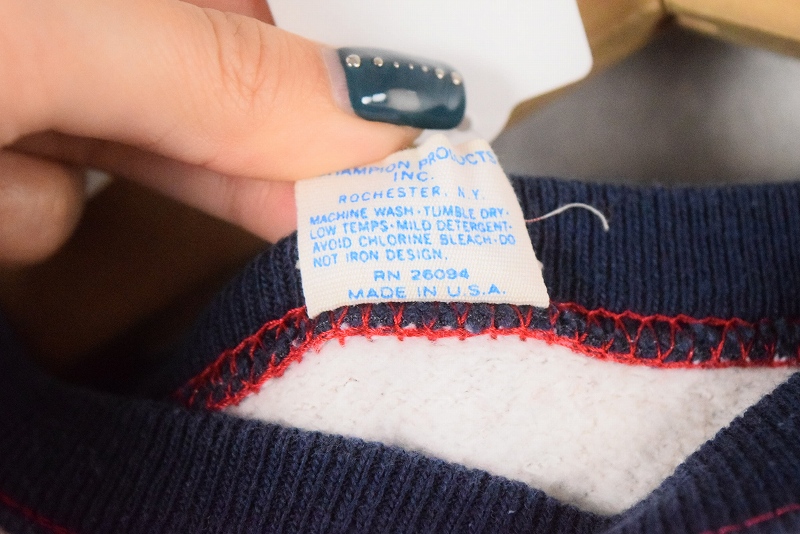 CHAMPION PRODUCTS
INC.
ROCHESTER, N.Y.
MACHINE WASH·TUMBLE DRY·
LOW TEMPS·MILD DETERGENT·
AVOID CHLORINE BLEACH·DO
NOT IRON DESIGN.
RN 26094
MADE IN U.S.A.